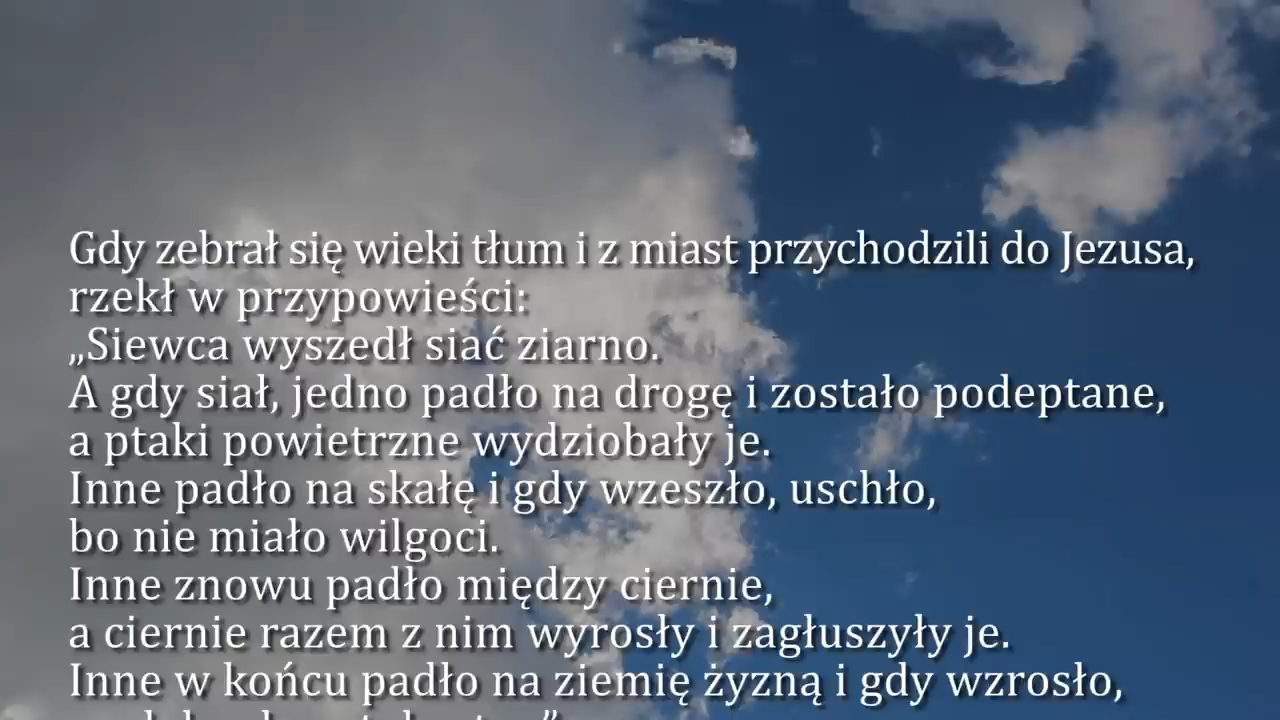 Gdy zebrał się wieki tłum i z miast przychodzili do Jezusa,
rzekł w przypowieści:
„Siewca wyszedł siać ziarno.
A gdy siał, jedno padło na drogę i zostało podeptane,
a ptaki powietrzne wydziobały je.
Inne padło na skałę i gdy wzeszło, uschło,
bo nie miało wilgoci.
Inne znowu padło między ciernie,
a ciernie razem z nim wyrosły i zagłuszyły je.
Inne w końcu padło na ziemię żyzną i gdy wzrosło,